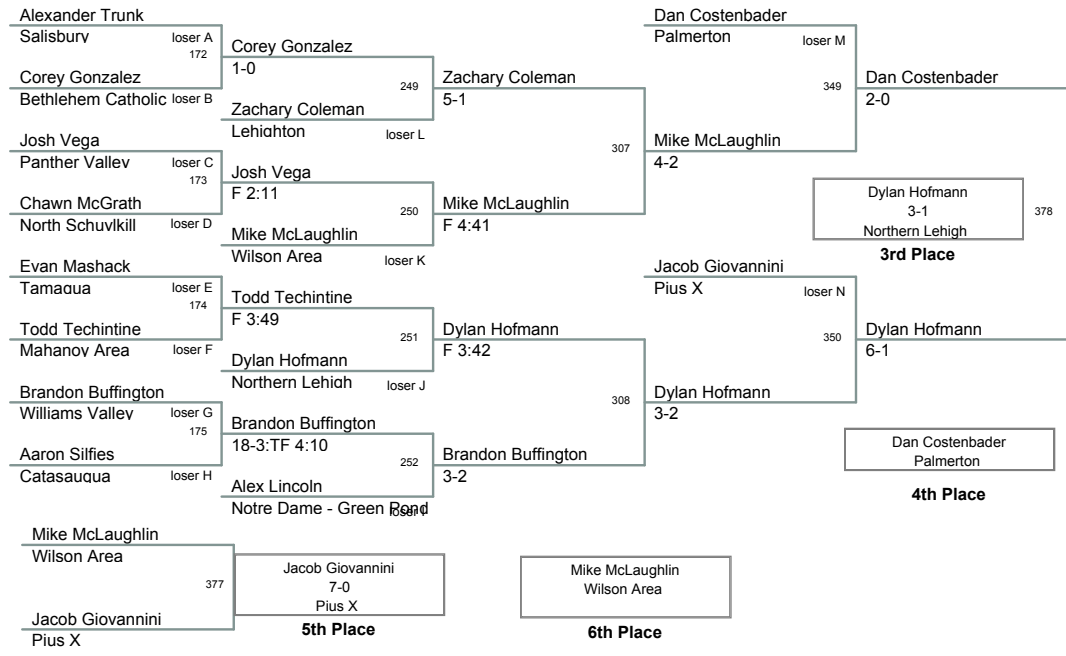 Alexander Trunk
Salisbury
loser A
172
Corey Gonzalez
Bethlehem Catholic
loser B
Josh Vega
Panther Valley
loser C
173
Chawn McGrath
North Schuylkill
loser D
Evan Mashack
Tamaqua
loser E
174
Todd Techintine
Mahanoy Area
loser F
Brandon Buffington
Williams Valley
loser G
175
Aaron Silfies
Catasauqua
loser H
Corey Gonzalez
1-0
249
Zachary Coleman
Lehighton
loser L
Josh Vega
F 2:11
250
Mike McLaughlin
Wilson Area
loser K
Todd Techintine
F 3:49
251
Dylan Hofmann
Northern Lehigh
loser J
Brandon Buffington
18-3:TF 4:10
252
Alex Lincoln
Notre Dame - Green Pond
loser I
Zachary Coleman
5-1
307
Mike McLaughlin
F 4:41
Dylan Hofmann
F 3:42
308
Brandon Buffington
3-2
Dan Costenbader
Palmerton
loser M
349
Mike McLaughlin
4-2
Jacob Giovannini
Pius X
loser N
350
Dylan Hofmann
3-2
Dan Costenbader
2-0
Dylan Hofmann
3-1
Northern Lehigh
378
3rd Place
Dylan Hofmann
6-1
Dan Costenbader
Palmerton
4th Place
Mike McLaughlin
Wilson Area
377
Jacob Giovannini
Pius X
Jacob Giovannini
7-0
Pius X
5th Place
Mike McLaughlin
Wilson Area
6th Place